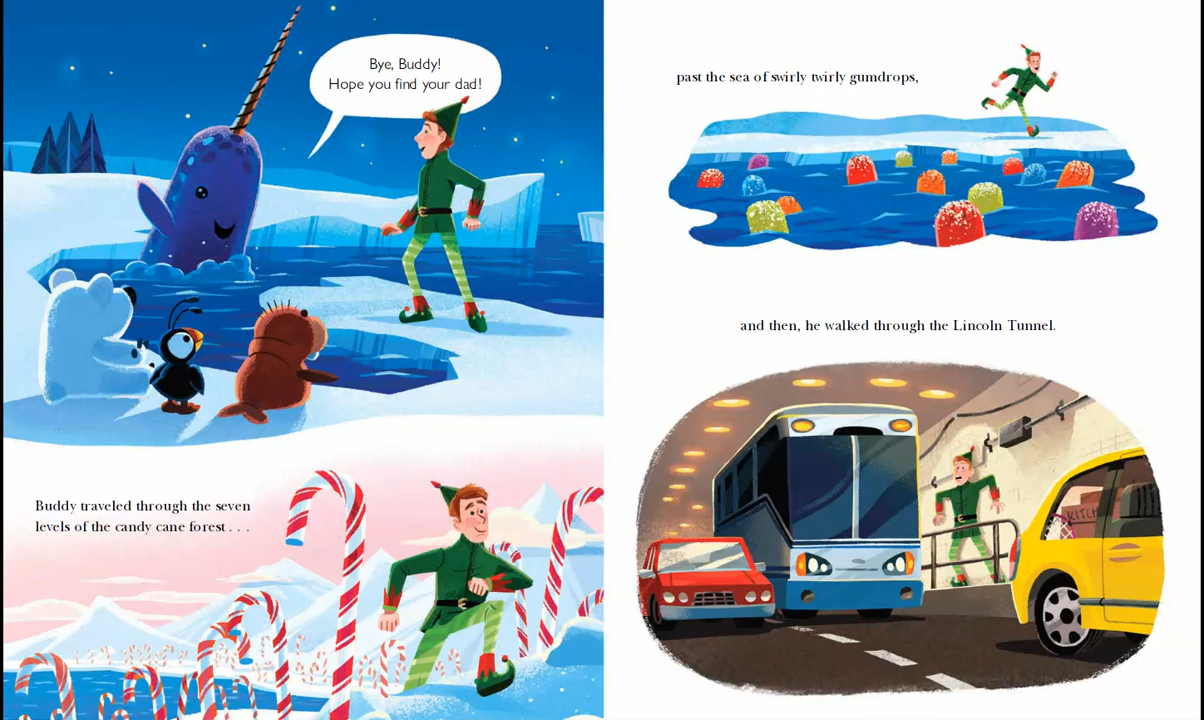 Bye, Buddy!
Hope you find your dad!
Buddy traveled through the seven
levels of the candy cane forest . . .
past the sea of swirly twirly gumdrops,
and then, he walked through the Lincoln Tunnel.